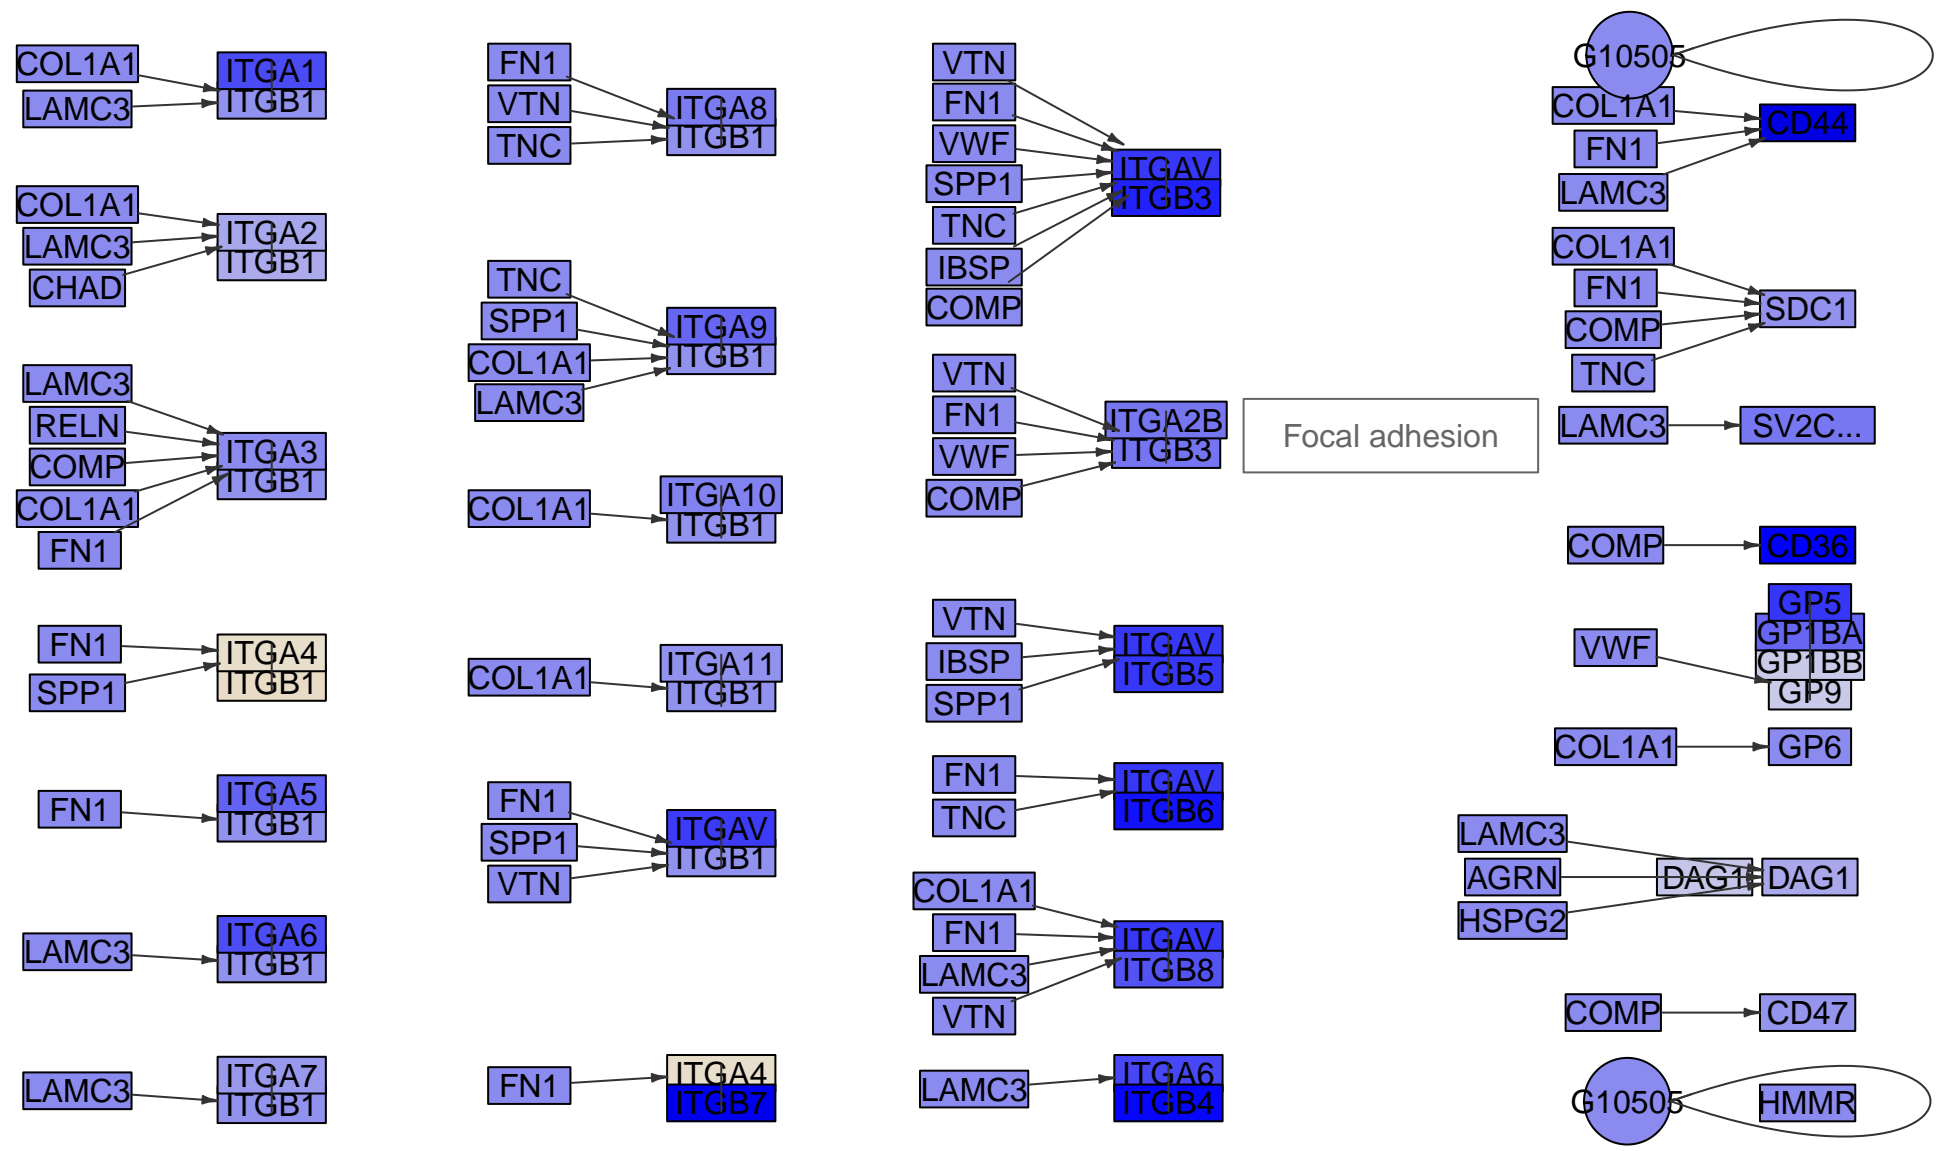 COL1A1
LAMC3
ITGA1
ITGB1
COL1A1
LAMC3
CHAD
ITGA2
ITGB1
LAMC3
RELN
COMP
COL1A1
FN1
ITGA3
ITGB1
FN1
SPP1
ITGA4
ITGB1
FN1
ITGA5
ITGB1
LAMC3
ITGA6
ITGB1
LAMC3
ITGA7
ITGB1
FN1
VTN
TNC
ITGA8
ITGB1
TNC
SPP1
COL1A1
LAMC3
ITGA9
ITGB1
COL1A1
ITGA10
ITGB1
COL1A1
ITGA11
ITGB1
FN1
SPP1
VTN
ITGAV
ITGB1
FN1
ITGA4
ITGB7
VTN
FN1
VWF
SPP1
TNC
IBSP
COMP
ITGAV
ITGB3
VTN
FN1
VWF
COMP
ITGA2B
ITGB3
Focal adhesion
VTN
IBSP
SPP1
ITGAV
ITGB5
FN1
TNC
ITGAV
ITGB6
COL1A1
FN1
LAMC3
VTN
ITGAV
ITGB8
LAMC3
ITGA6
ITGB4
G10505
COL1A1
FN1
LAMC3
CD44
COL1A1
FN1
COMP
TNC
SDC1
LAMC3
SV2C...
COMP
CD36
VWF
GP5
GP1BA
GP1BB
GP9
COL1A1
GP6
LAMC3
AGRN
HSPG2
DAG1
DAG1
COMP
CD47
G10505
HMMR